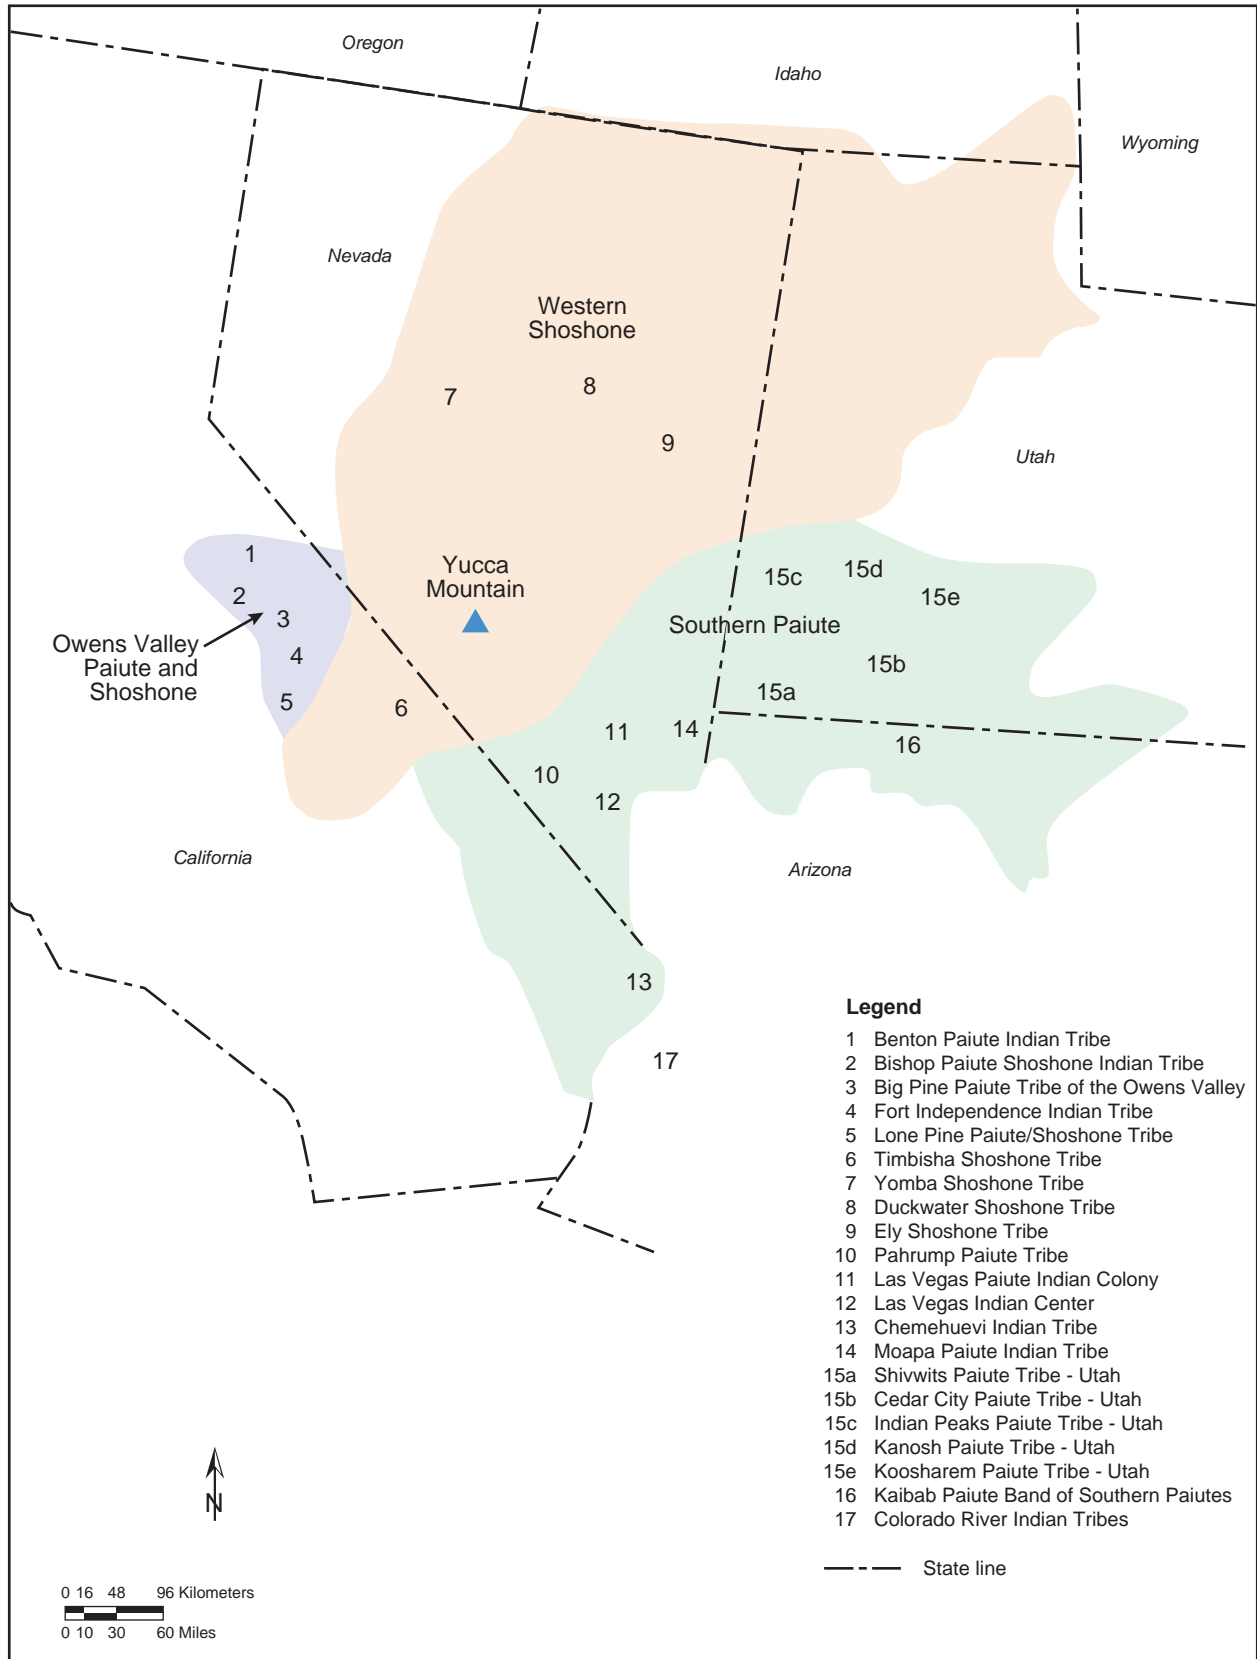 Oregon
Idaho
Wyoming
Nevada
Western
Shoshone
7
8
9
Utah
1
2
3
4
5
Owens Valley
Paiute and
Shoshone
Yucca
Mountain
6
15c
15d
15e
Southern Paiute
15b
15a
11
14
16
10
12
California
Arizona
13
17
Legend
1 Benton Paiute Indian Tribe
2 Bishop Paiute Shoshone Indian Tribe
3 Big Pine Paiute Tribe of the Owens Valley
4 Fort Independence Indian Tribe
5 Lone Pine Paiute/Shoshone Tribe
6 Timbisha Shoshone Tribe
7 Yomba Shoshone Tribe
8 Duckwater Shoshone Tribe
9 Ely Shoshone Tribe
10 Pahrump Paiute Tribe
11 Las Vegas Paiute Indian Colony
12 Las Vegas Indian Center
13 Chemehuevi Indian Tribe
14 Moapa Paiute Indian Tribe
15a Shivwits Paiute Tribe - Utah
15b Cedar City Paiute Tribe - Utah
15c Indian Peaks Paiute Tribe - Utah
15d Kanosh Paiute Tribe - Utah
15e Koosharem Paiute Tribe - Utah
16 Kaibab Paiute Band of Southern Paiutes
17 Colorado River Indian Tribes
State line
N
0 16 48 96 Kilometers
0 10 30 60 Miles